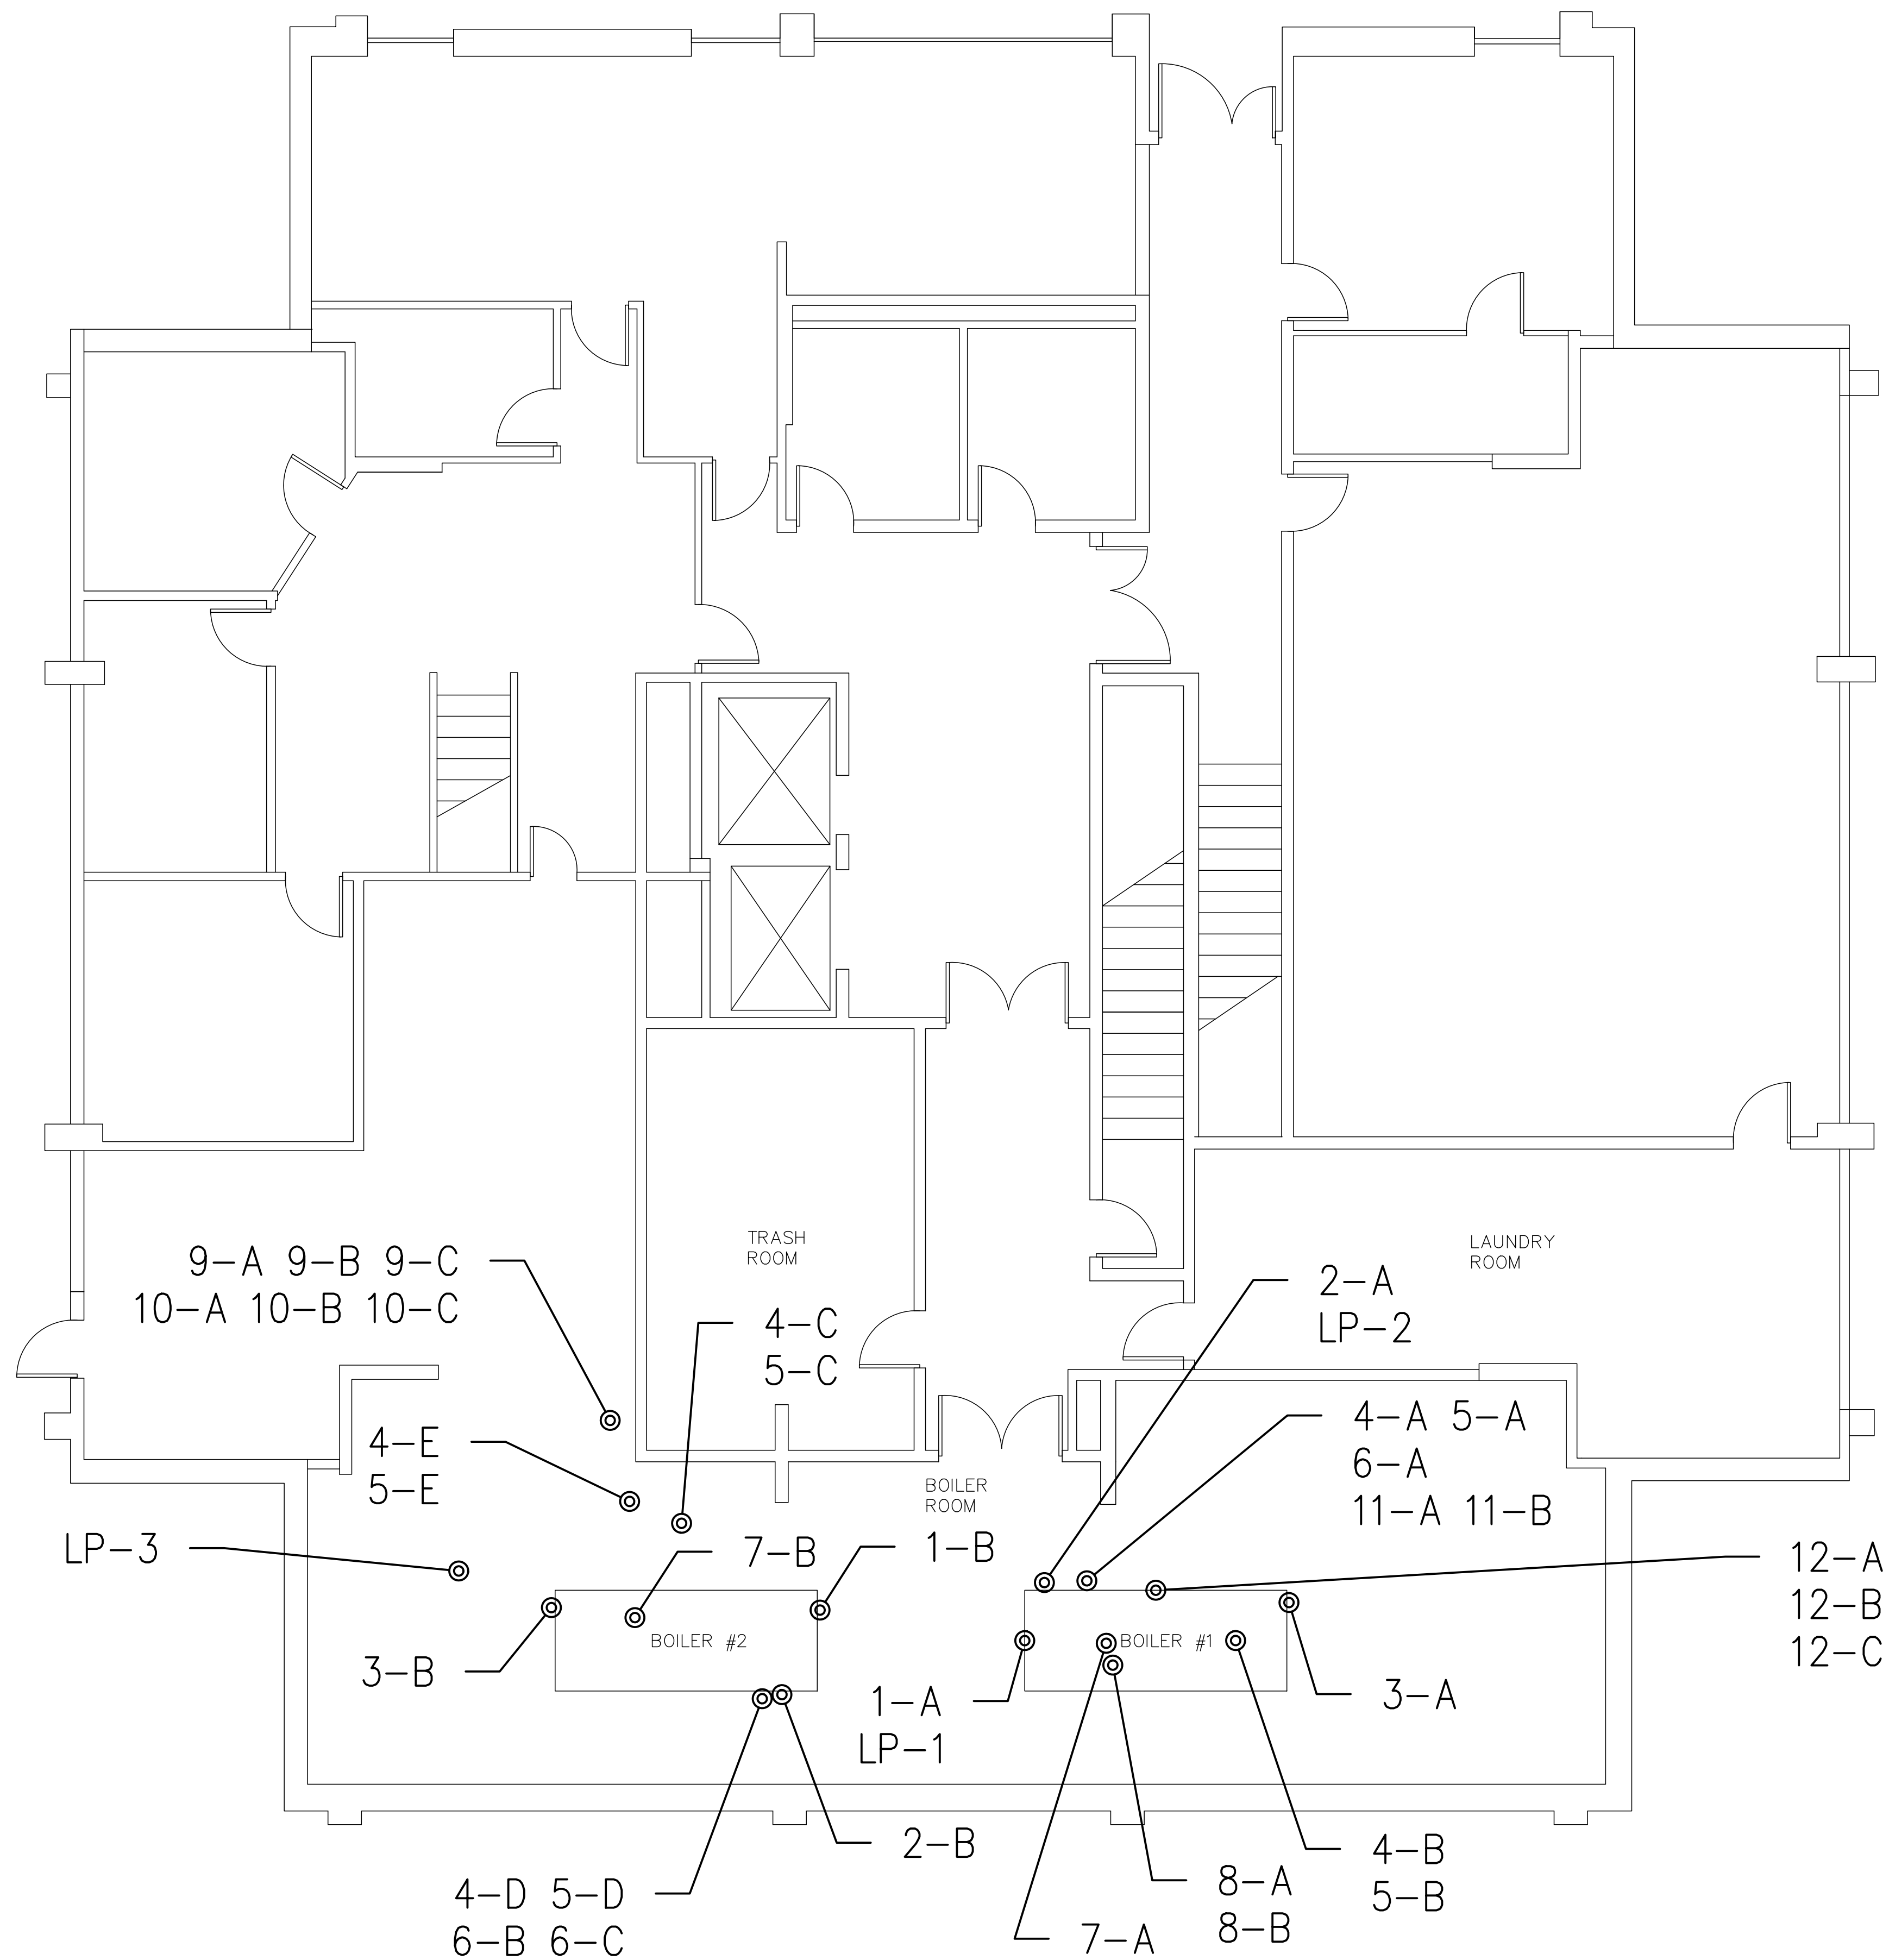 TRASH
ROOM
LAUNDRY
ROOM
9-A 9-B 9-C
10-A 10-B 10-C
2-A
LP-2
4-C
5-C
4-A 5-A
6-A
11-A 11-B
4-E
5-E
BOILER
ROOM
LP-3
7-B
1-B
12-A
12-B
12-C
BOILER #2
BOILER #1
3-B
1-A
LP-1
3-A
2-B
4-B
5-B
4-D 5-D
6-B 6-C
8-A
8-B
7-A